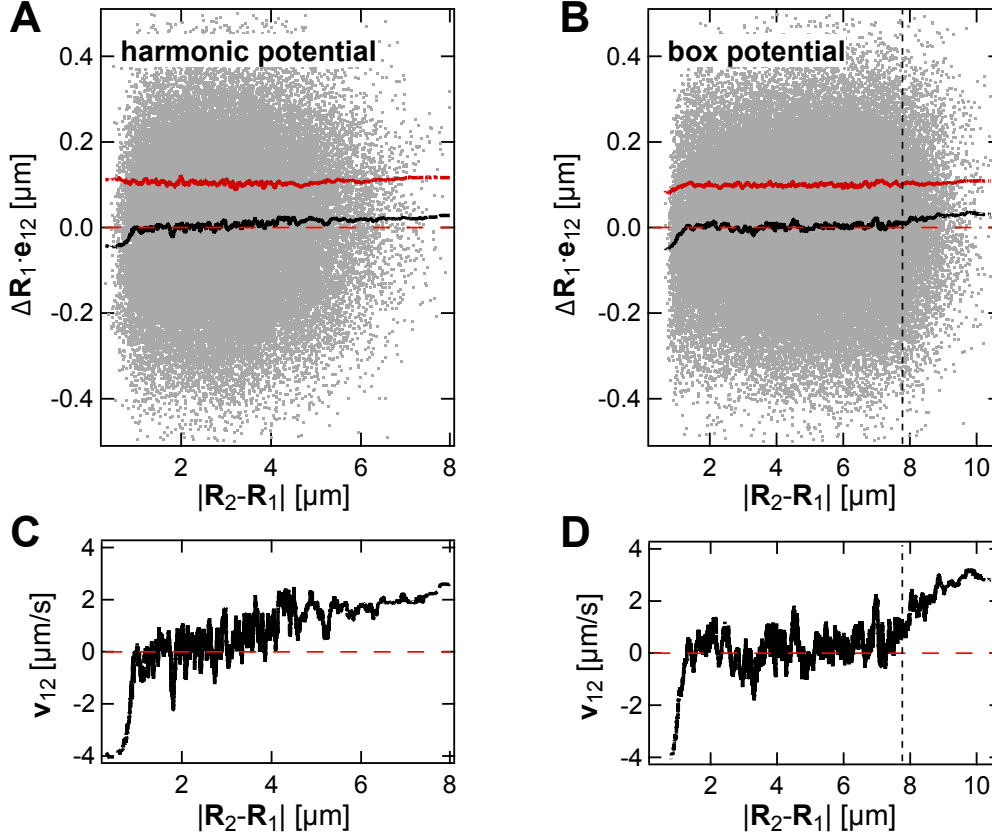 A
harmonic potential
ΔR₁·e₁₂ [µm]
0.4
0.2
0.0
-0.2
-0.4
2
4
6
8
|R₂-R₁| [µm]
B
box potential
ΔR₁·e₁₂ [µm]
0.4
0.2
0.0
-0.2
-0.4
2
4
6
8
10
|R₂-R₁| [µm]
C
v₁₂ [µm/s]
4
2
0
-2
-4
2
4
6
8
|R₂-R₁| [µm]
D
v₁₂ [µm/s]
4
2
0
-2
-4
2
4
6
8
10
|R₂-R₁| [µm]